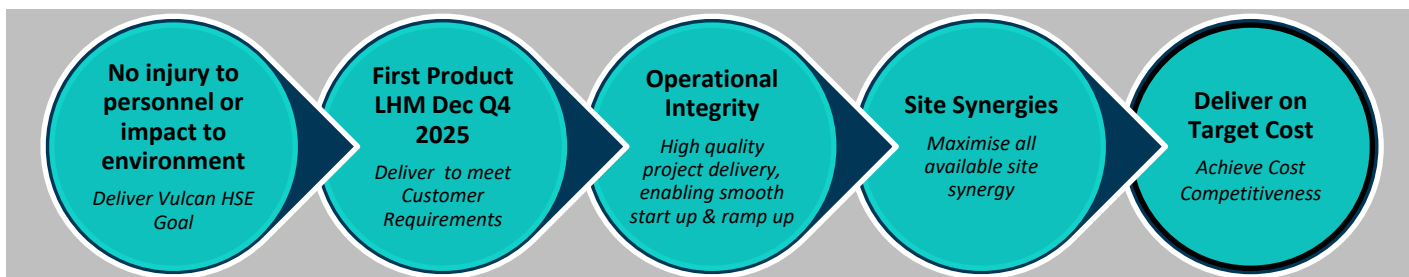 No injury to
personnel or
impact to
environment
Deliver Vulcan HSE
Goal
First Product
LHM Dec Q4
2025
Deliver to meet
Customer
Requirements
Operational
Integrity
High quality
project delivery,
enabling smooth
start up & ramp up
Site Synergies
Maximise all
available site
synergy
Deliver on
Target Cost
Achieve Cost
Competitiveness